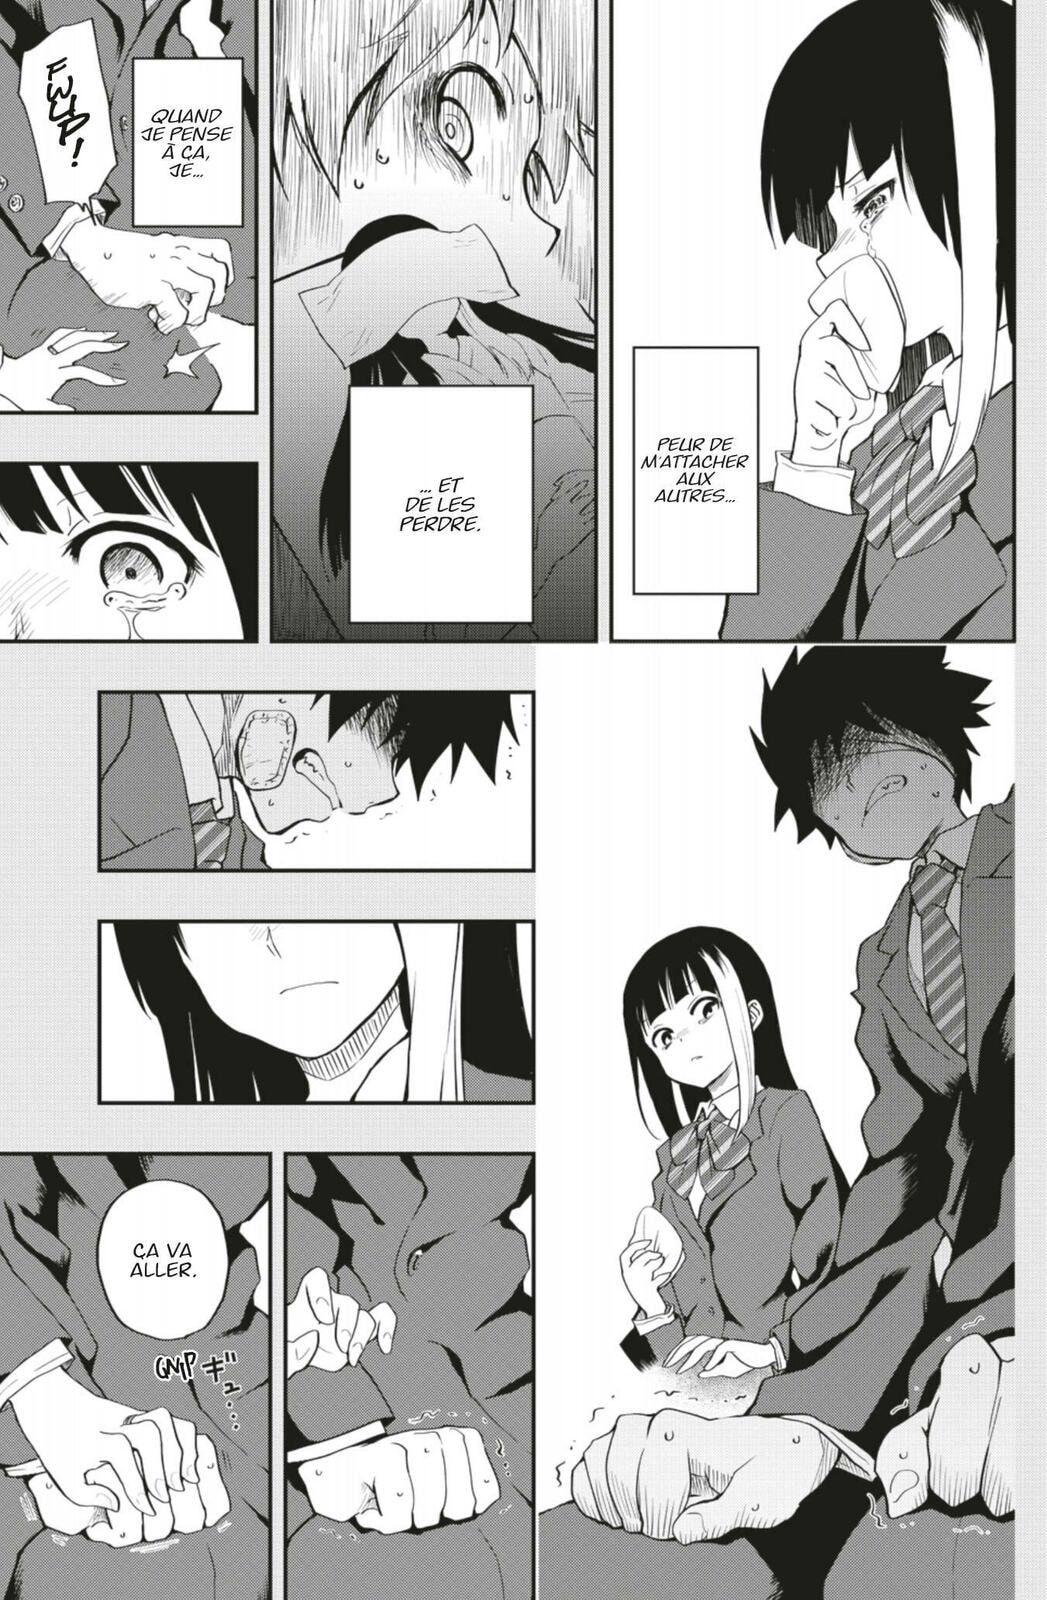 PEUR DE
M'ATTACHER
AUX
AUTRES...
... ET
DE LES
PERDRE.
QUAND
JE PENSE
À ÇA,
JE...
FWIP!
ÇA VA
ALLER.
GNIP ギュ...